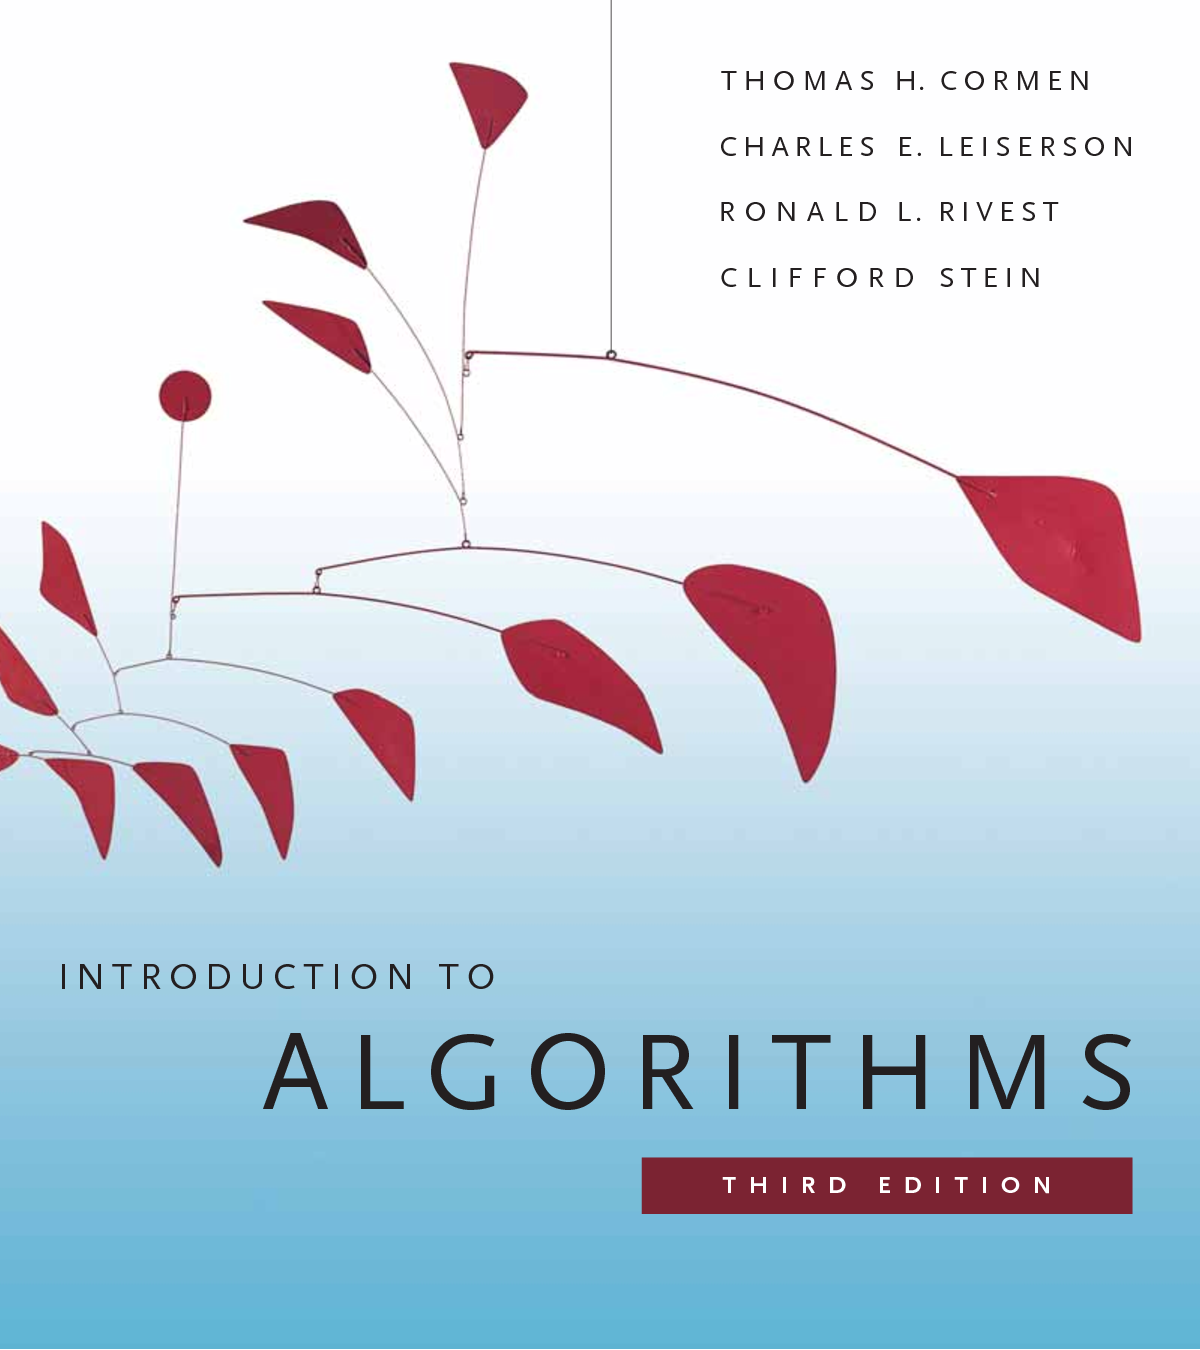 THOMAS H. CORMEN
CHARLES E. LEISERSON
RONALD L. RIVEST
CLIFFORD STEIN
INTRODUCTION TO
ALGORITHMS
THIRD EDITION